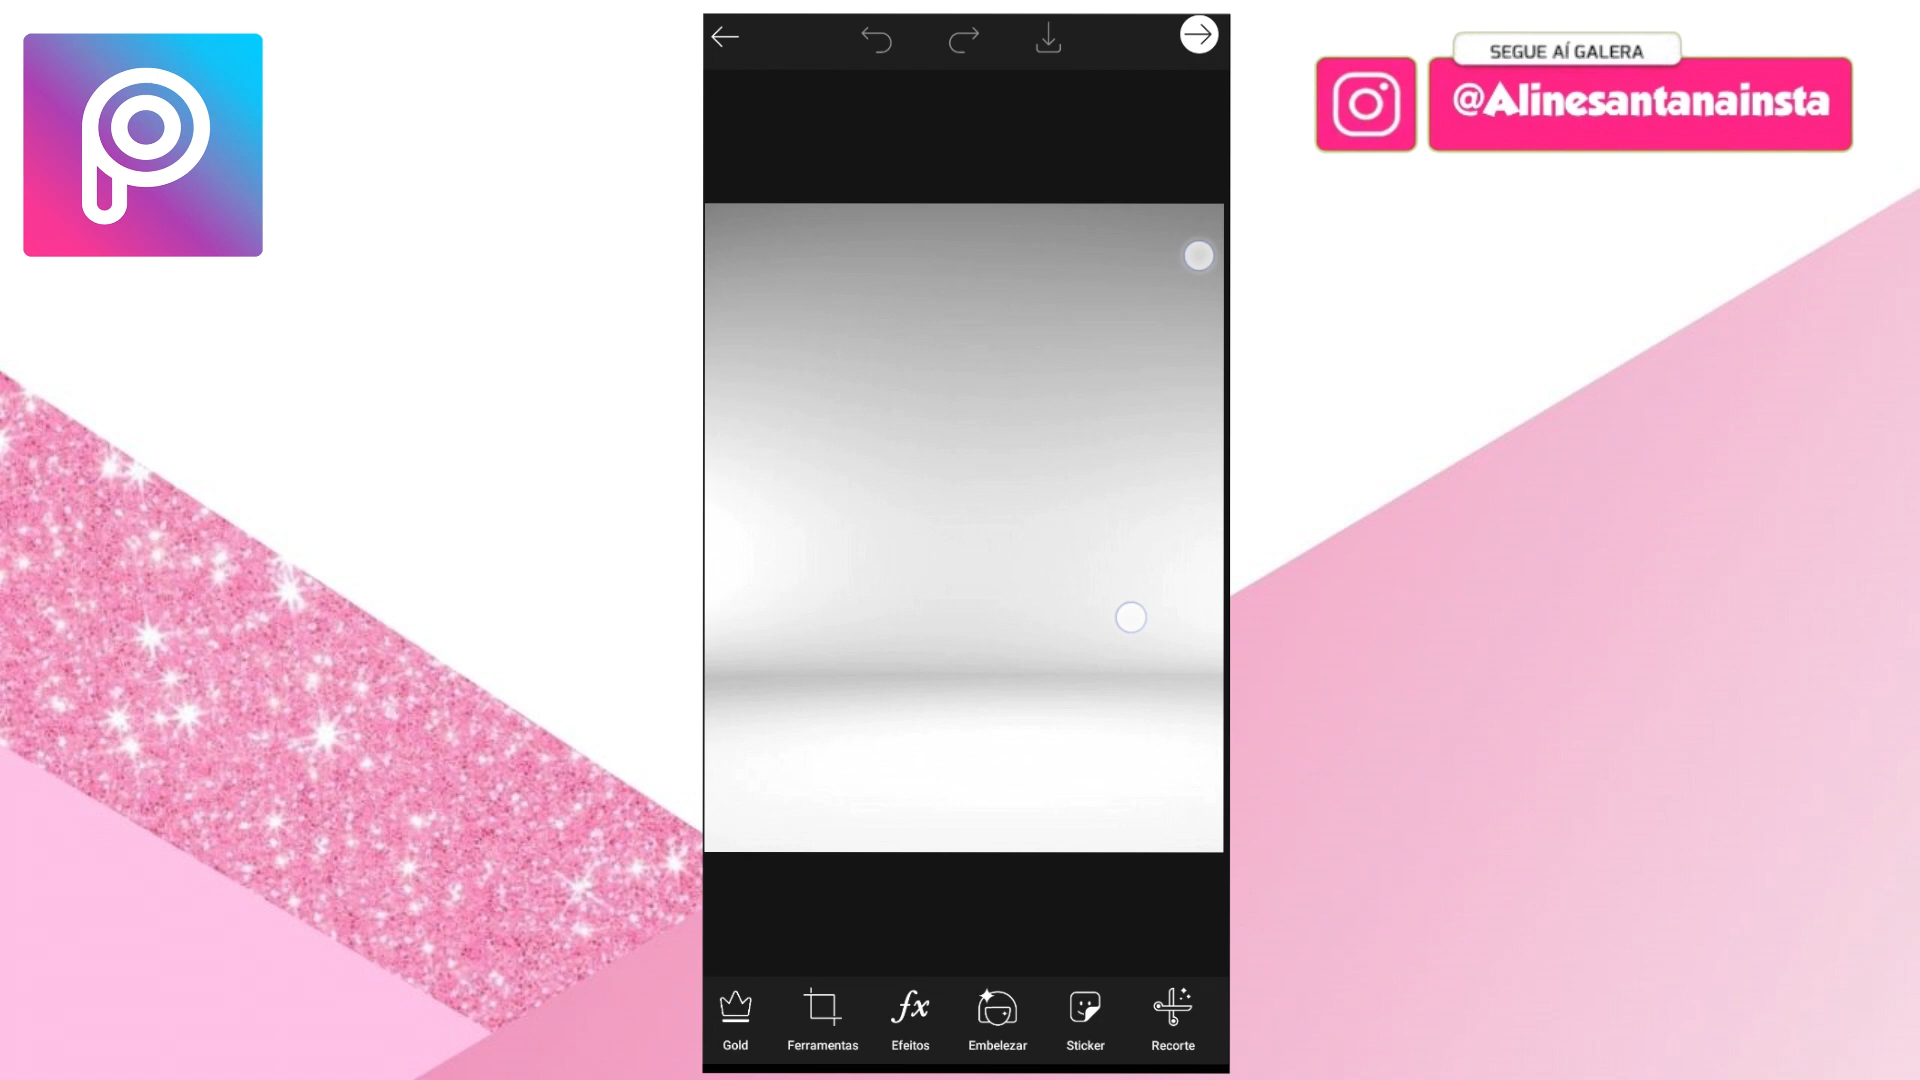 SEGUE AÍ GALERA
@Alinesantanainsta
fx
Gold
Ferramentas
Efeitos
Embelezar
Sticker
Recorte